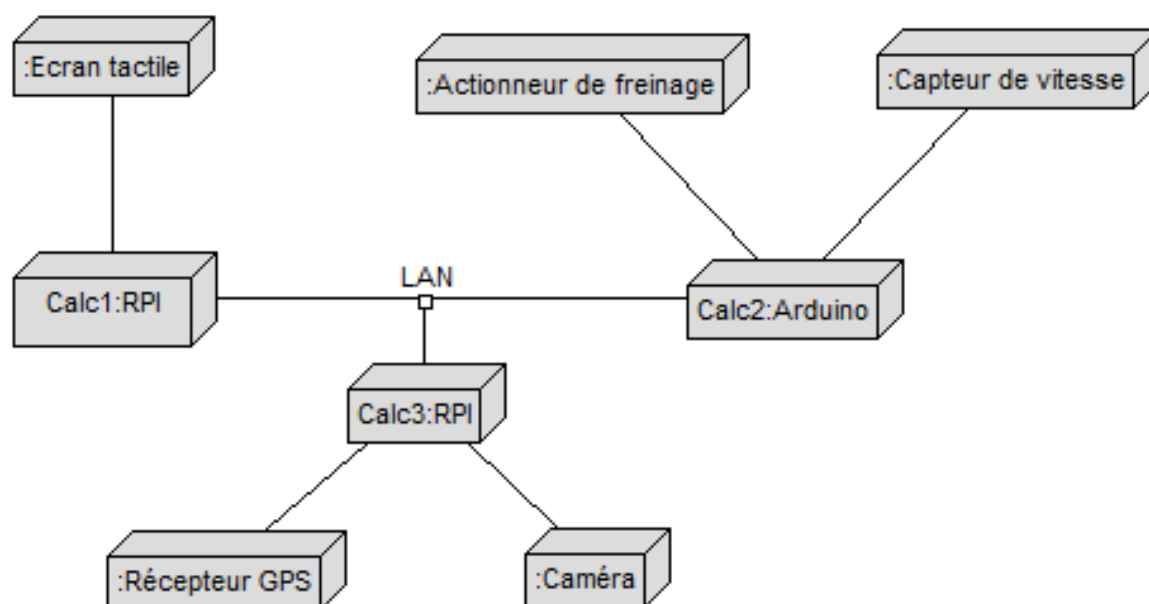 :Ecran tactile
:Actionneur de freinage
:Capteur de vitesse
LAN
Calc1:RPI
Calc2:Arduino
Calc3:RPI
:Récepteur GPS
:Caméra